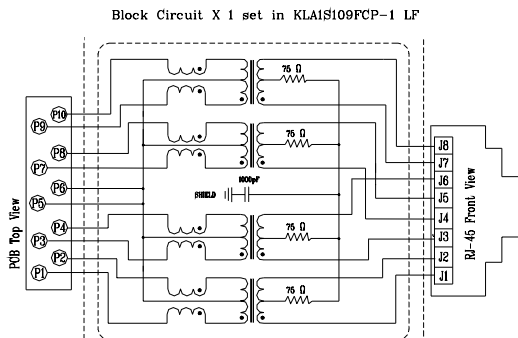 Block Circuit X 1 set in KLA1S109FCP-1 LF
PCB Top View
P10
P9
P8
P7
P6
P5
P4
P3
P2
P1
75 Ω
75 Ω
SHIELD
1000pF
75 Ω
75 Ω
J8
J7
J6
J5
J4
J3
J2
J1
RJ-45 Front View